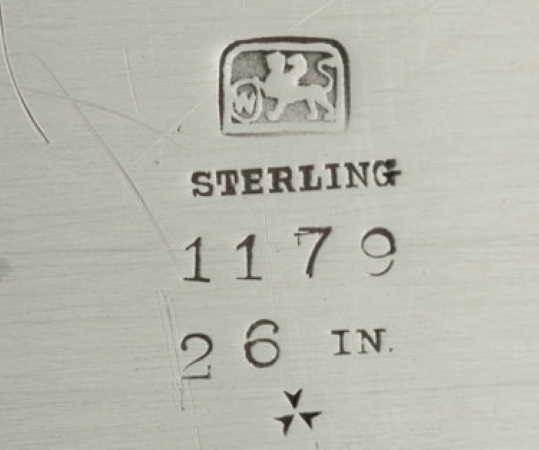 W
STERLING
1179
26 IN.